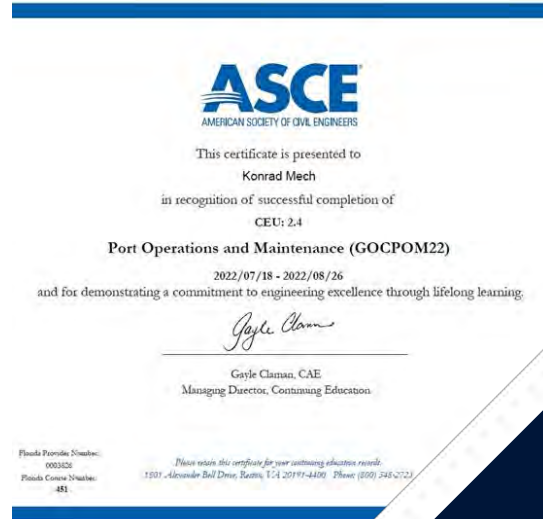 ASCE
AMERICAN SOCIETY OF CIVIL ENGINEERS
This certificate is presented to
Konrad Mech
in recognition of successful completion of
CEU: 2.4
Port Operations and Maintenance (GOCPOM22)
2022/07/18 - 2022/08/26
and for demonstrating a commitment to engineering excellence through lifelong learning.
Gayle Claman
Gayle Claman, CAE
Managing Director, Continuing Education
Florida Provider Number:
0003826
Florida Course Number:
451
Please retain this certificate for your continuing education records.
1801 Alexander Bell Drive, Reston, VA 20191-4400 Phone: (800) 548-2723